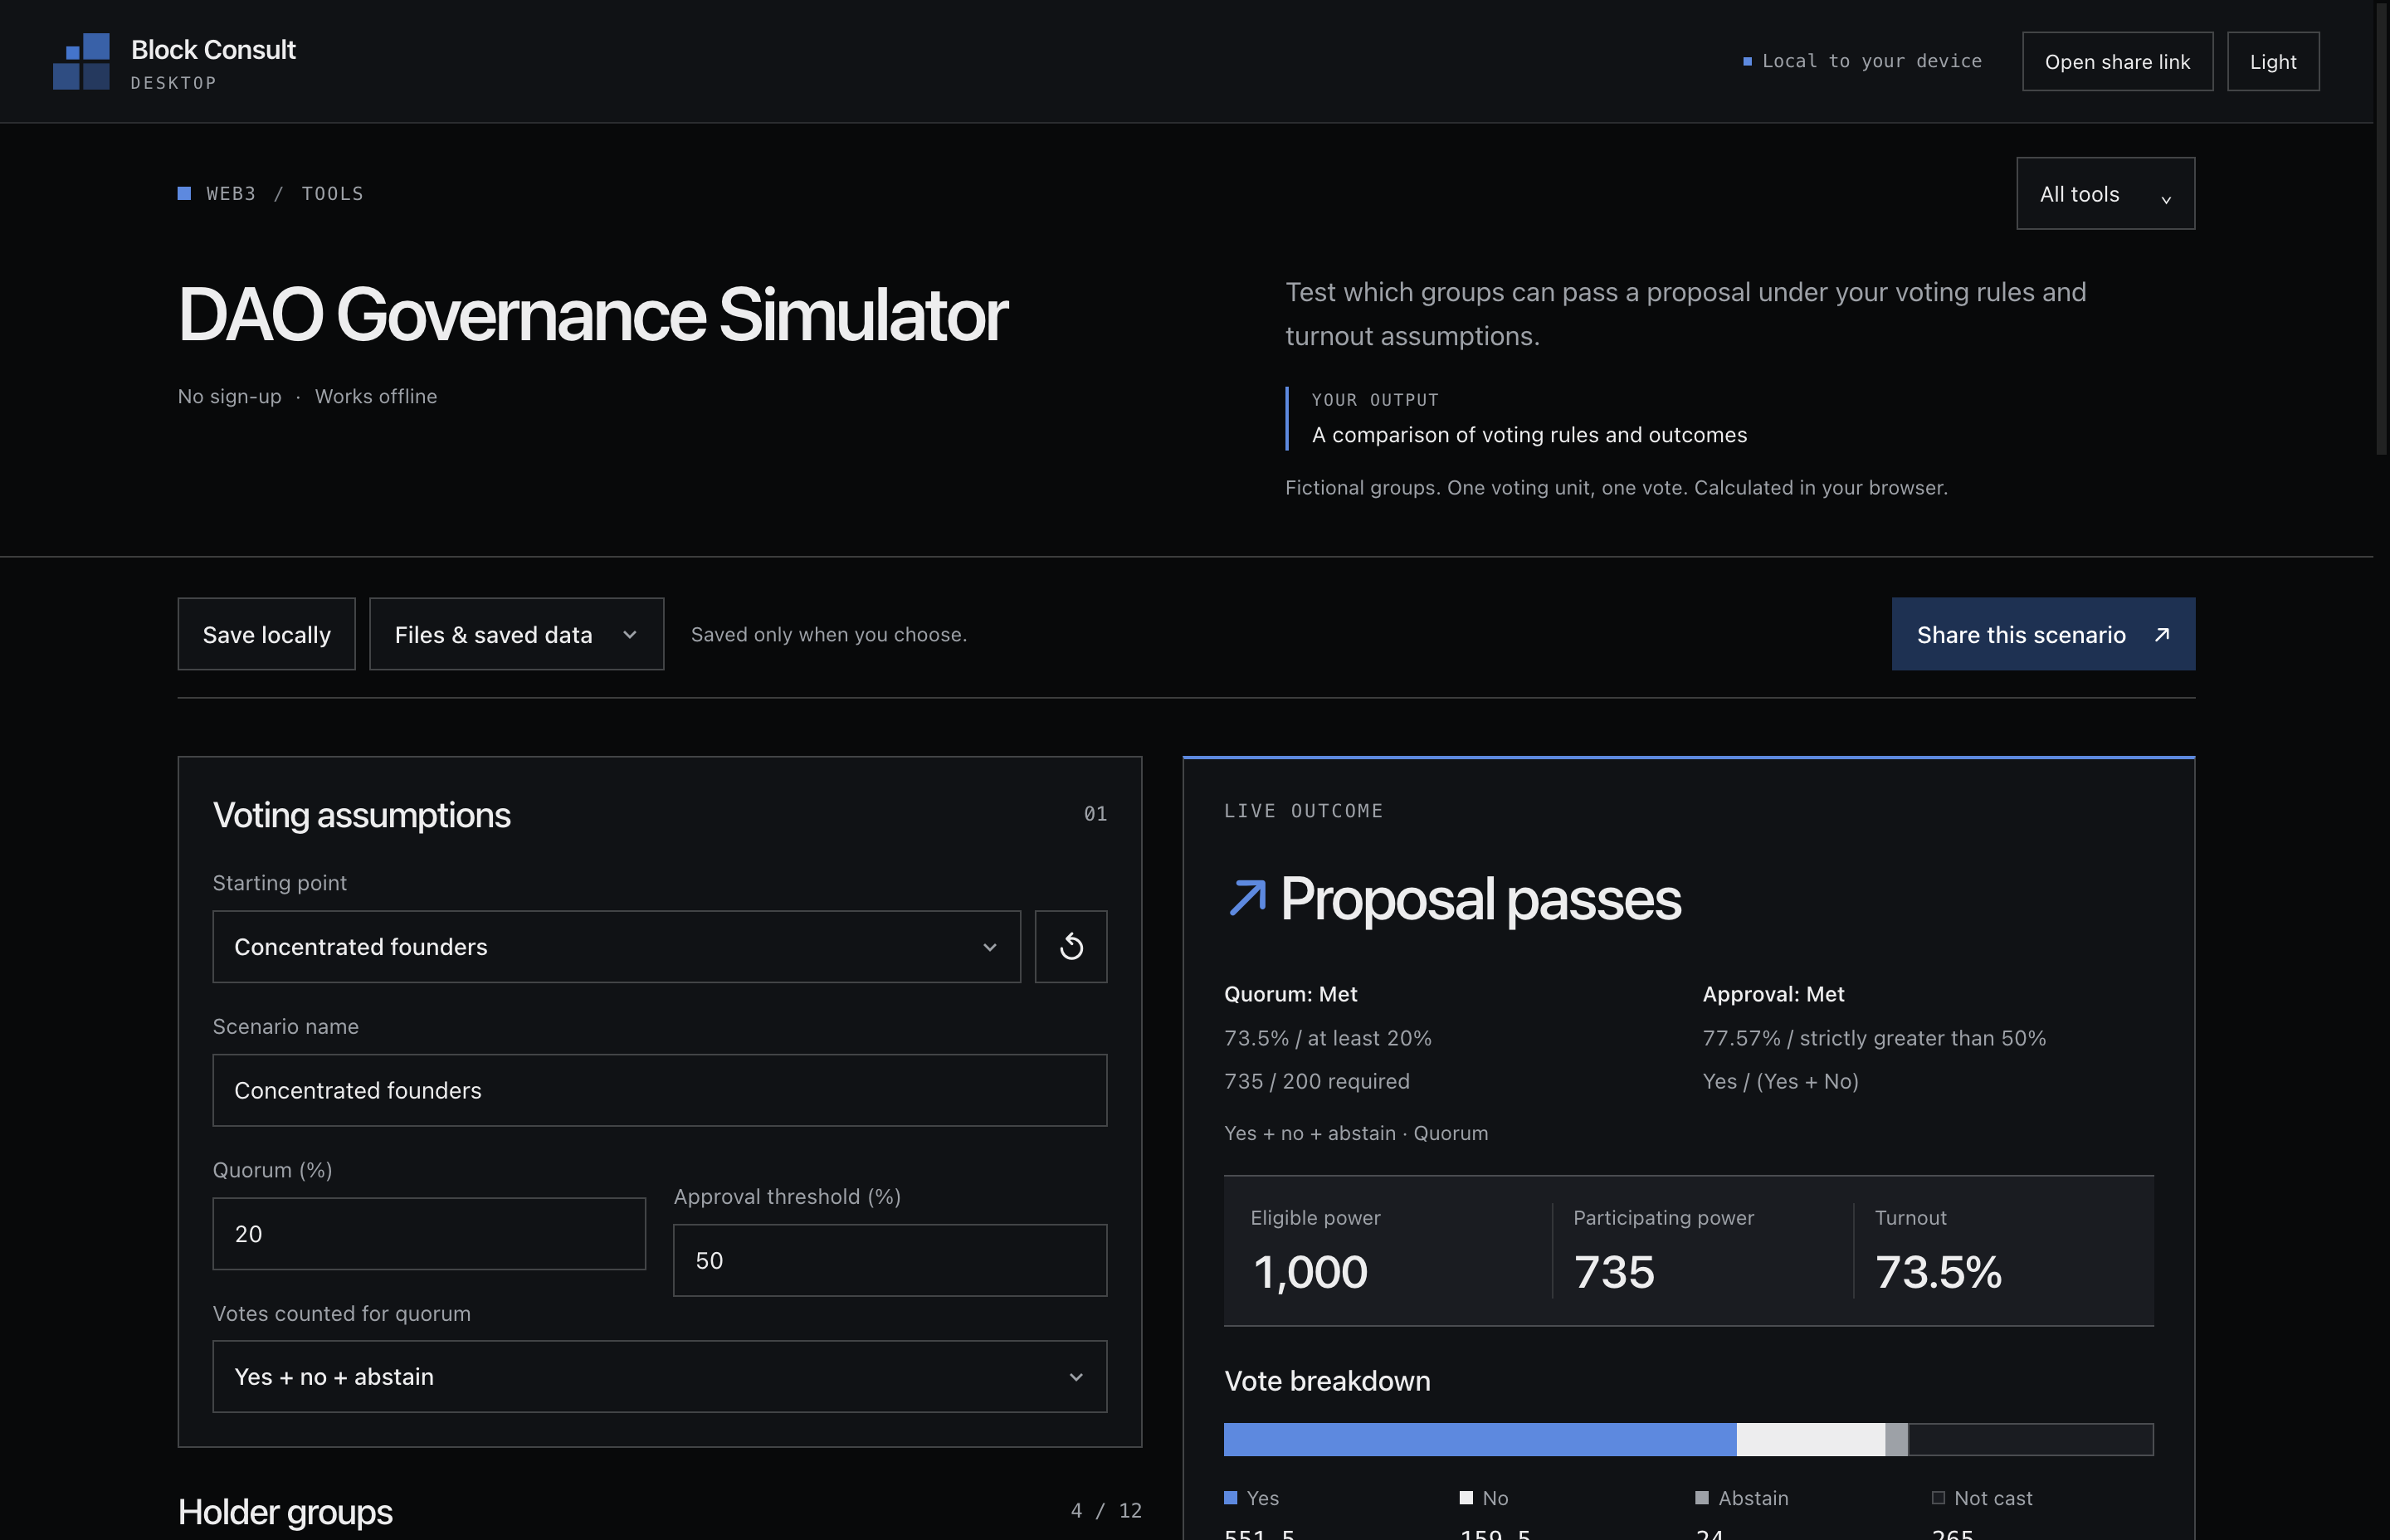 Block Consult
DESKTOP
Local to your device
Open share link
Light
WEB3 / TOOLS
All tools
DAO Governance Simulator
No sign-up · Works offline
Test which groups can pass a proposal under your voting rules and
turnout assumptions.
YOUR OUTPUT
A comparison of voting rules and outcomes
Fictional groups. One voting unit, one vote. Calculated in your browser.
Save locally
Files & saved data
Saved only when you choose.
Share this scenario
Voting assumptions
01
Starting point
Concentrated founders
Scenario name
Concentrated founders
Quorum (%)
20
Approval threshold (%)
50
Votes counted for quorum
Yes + no + abstain
Holder groups
4 / 12
LIVE OUTCOME
Proposal passes
Quorum: Met
73.5% / at least 20%
735 / 200 required
Yes + no + abstain · Quorum
Approval: Met
77.57% / strictly greater than 50%
Yes / (Yes + No)
Eligible power
1,000
Participating power
735
Turnout
73.5%
Vote breakdown
Yes
551.5
No
159.5
Abstain
24
Not cast
265